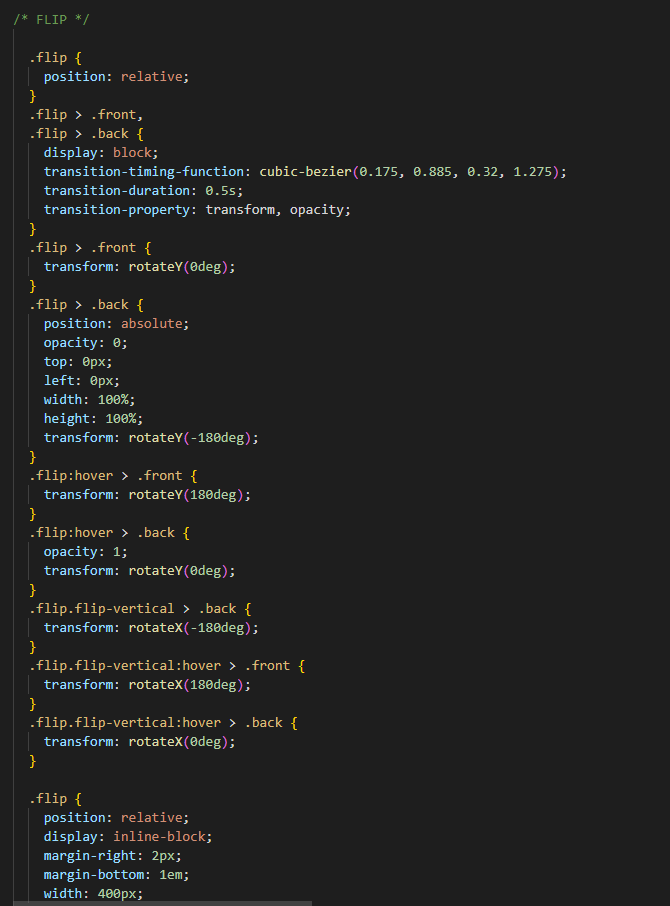 /* FLIP */
.flip {
position: relative;
}
.flip > .front,
.flip > .back {
display: block;
transition-timing-function: cubic-bezier(0.175, 0.885, 0.32, 1.275);
transition-duration: 0.5s;
transition-property: transform, opacity;
}
.flip > .front {
transform: rotateY(0deg);
}
.flip > .back {
position: absolute;
opacity: 0;
top: 0px;
left: 0px;
width: 100%;
height: 100%;
transform: rotateY(-180deg);
}
.flip:hover > .front {
transform: rotateY(180deg);
}
.flip:hover > .back {
opacity: 1;
transform: rotateY(0deg);
}
.flip.flip-vertical > .back {
transform: rotateX(-180deg);
}
.flip.flip-vertical:hover > .front {
transform: rotateX(180deg);
}
.flip.flip-vertical:hover > .back {
transform: rotateX(0deg);
}
.flip {
position: relative;
display: inline-block;
margin-right: 2px;
margin-bottom: 1em;
width: 400px;